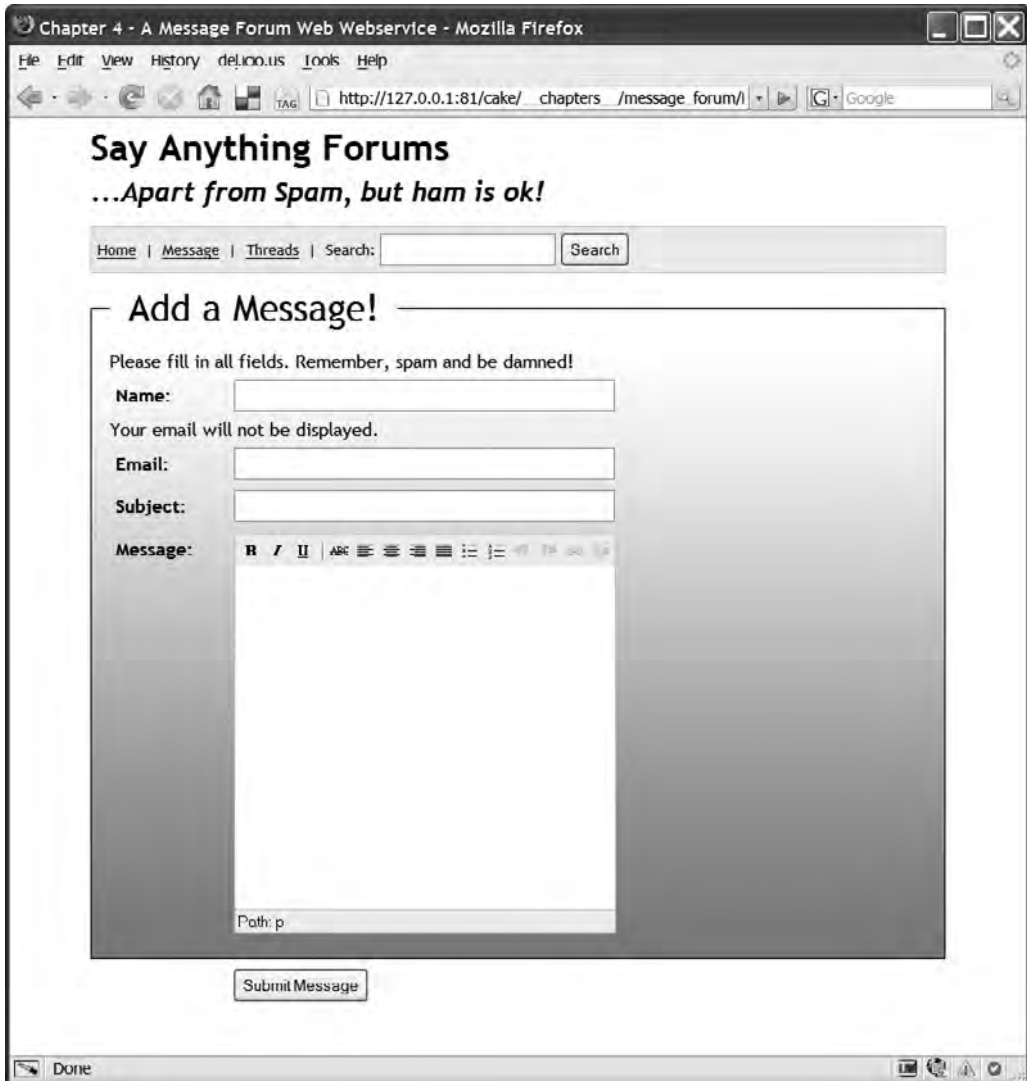 Chapter 4 - A Message Forum Web Webservice - Mozilla Firefox
File Edit View History del.icio.us Tools Help
TAG http://127.0.0.1:81/cake/__chapters__/message_forum/ G Google
Say Anything Forums
...Apart from Spam, but ham is ok!
Home | Message | Threads | Search: Search
Add a Message!
Please fill in all fields. Remember, spam and be damned!
Name:
Your email will not be displayed.
Email:
Subject:
Message: B I U ABC
Path: p
Submit Message
Done